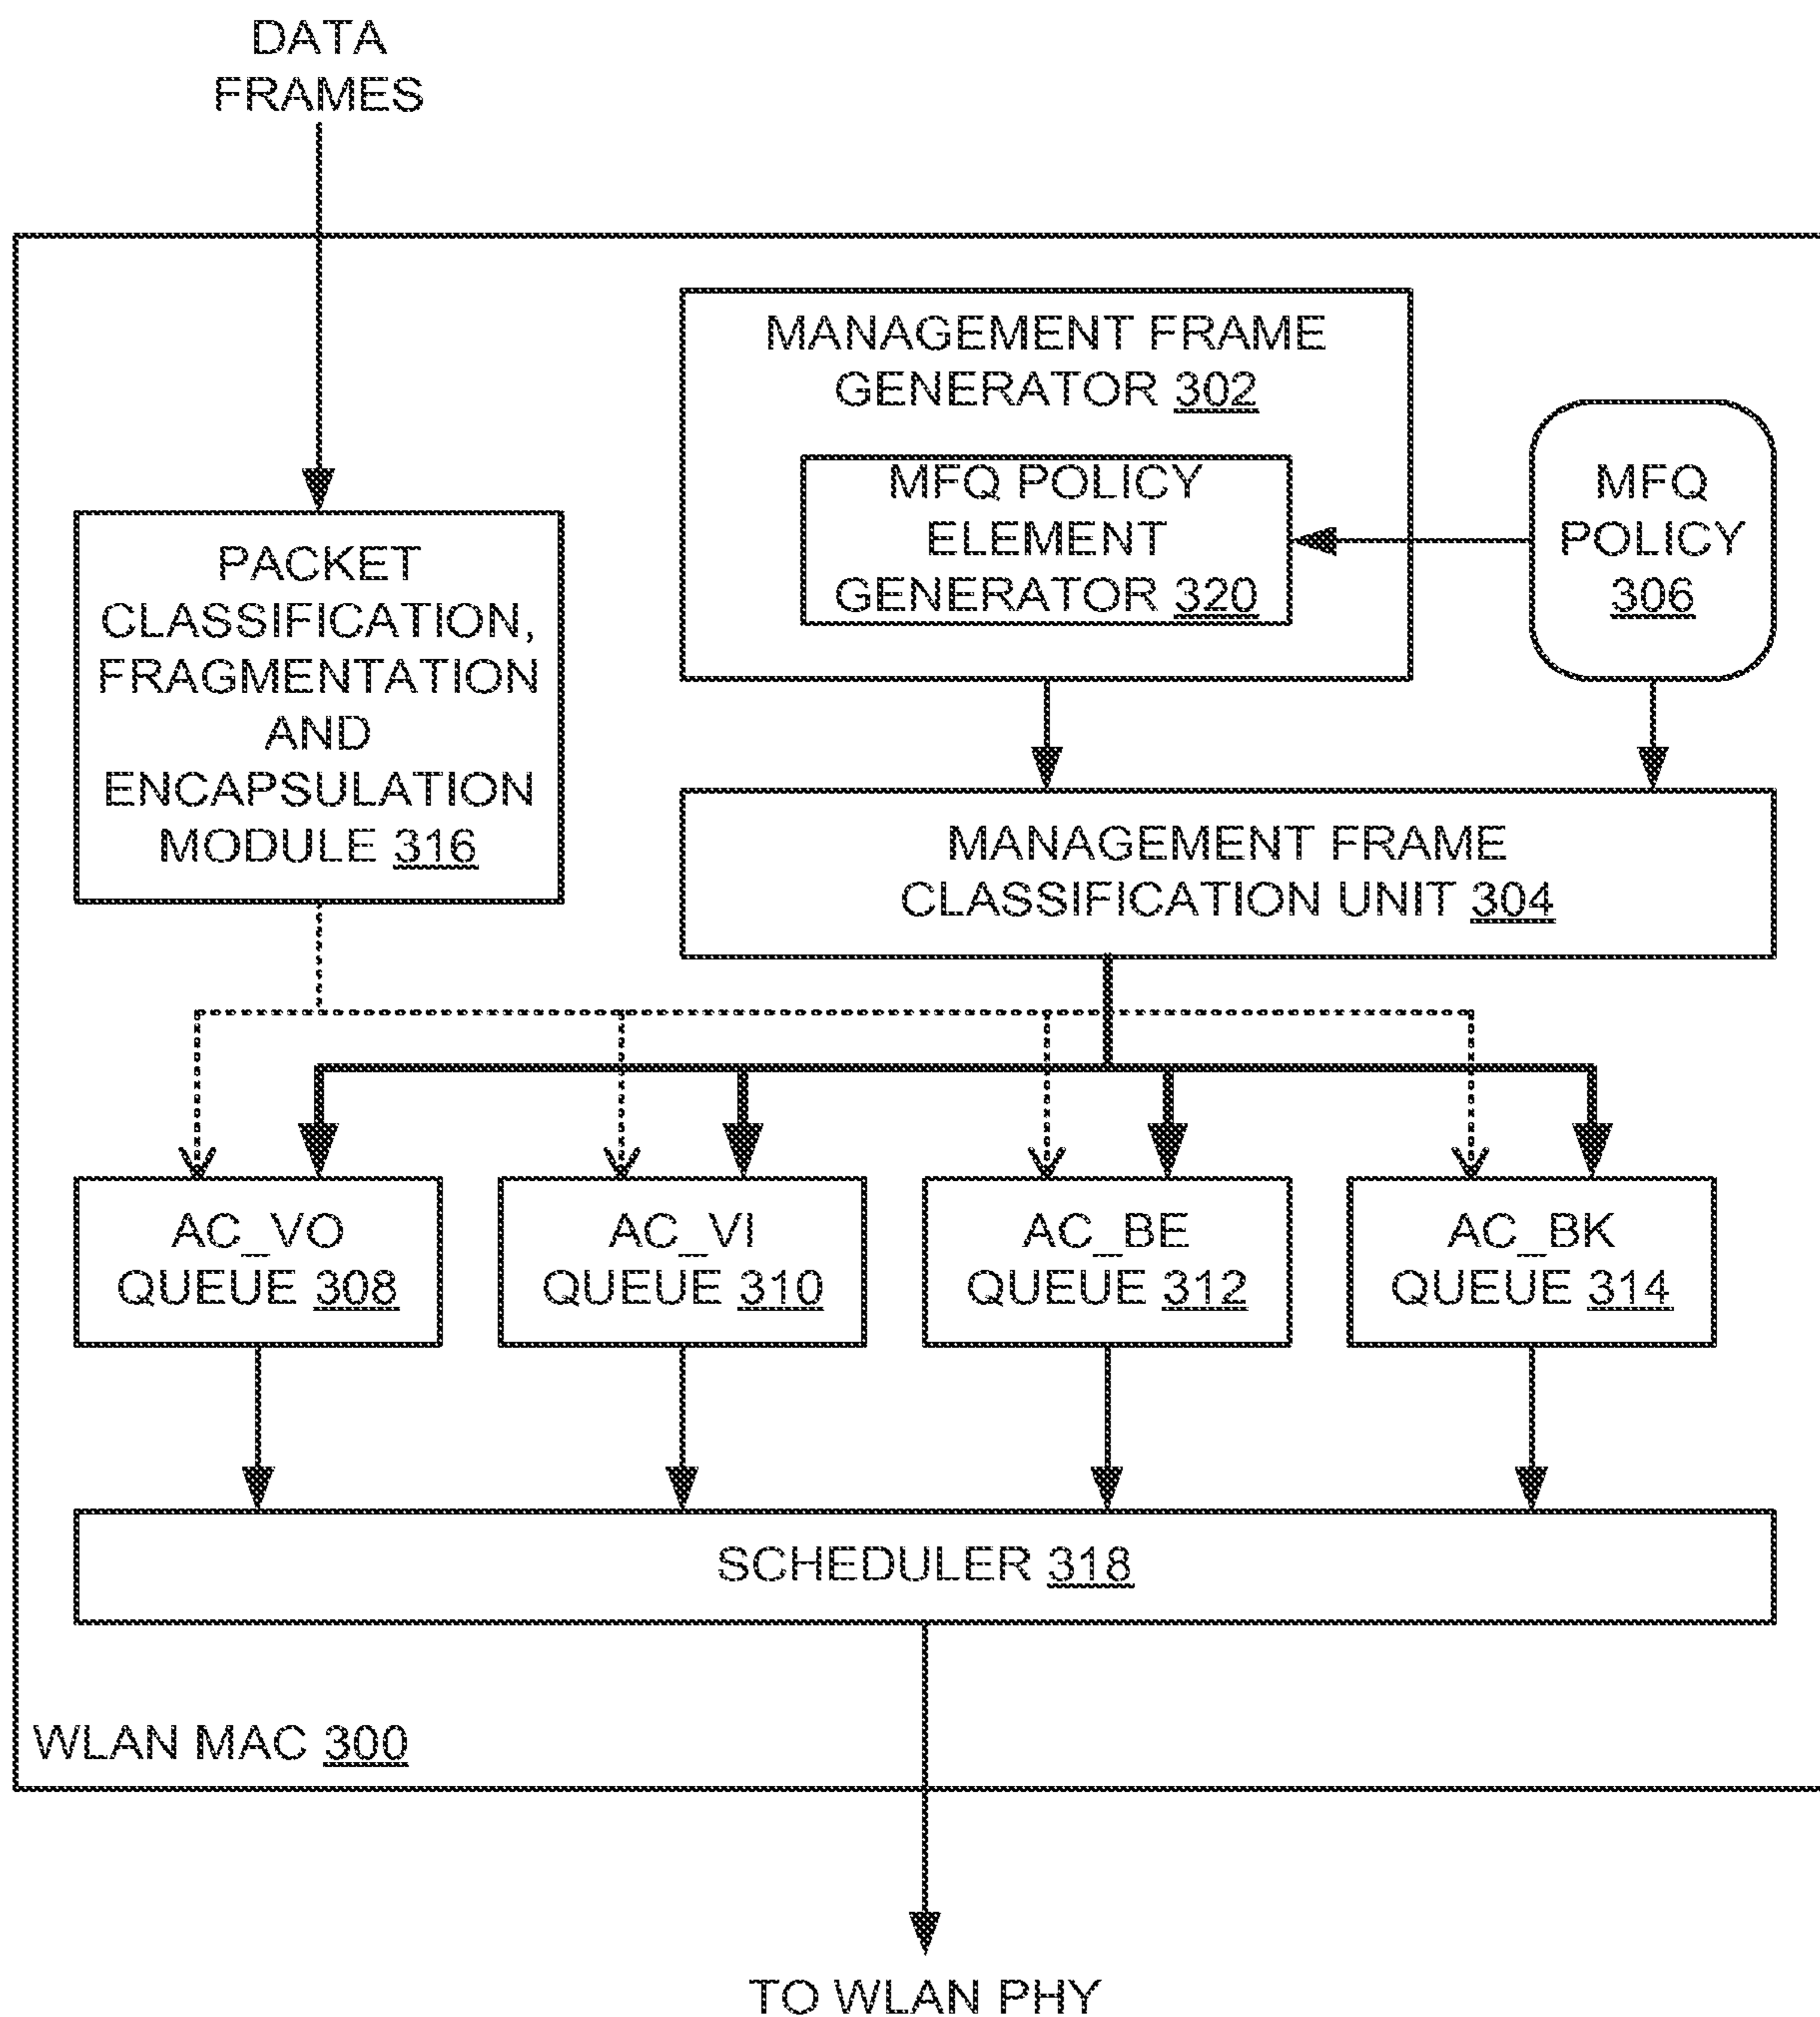 DATA
FRAMES
MANAGEMENT FRAME
GENERATOR 302
MFQ POLICY
ELEMENT
GENERATOR 320
MFQ
POLICY
306
PACKET
CLASSIFICATION,
FRAGMENTATION
AND
ENCAPSULATION
MODULE 316
MANAGEMENT FRAME
CLASSIFICATION UNIT 304
AC_VO
QUEUE 308
AC_VI
QUEUE 310
AC_BE
QUEUE 312
AC_BK
QUEUE 314
SCHEDULER 318
WLAN MAC 300
TO WLAN PHY